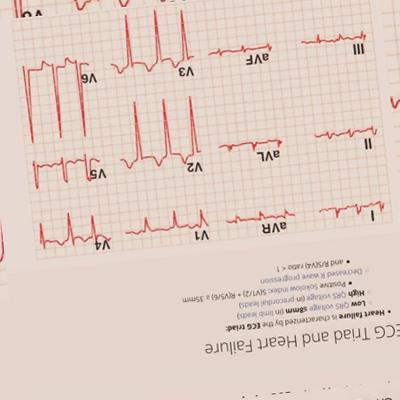 ECG Triad and Heart Failure
• Heart failure is characterized by the ECG triad:
○ Low QRS voltage ≤8mm (in limb leads)
○ High QRS voltage (in precordial leads)
▪ Positive Sokolow index: S(V1/2) + R(V5/6) ≥ 35mm
○ Decreased R wave progression
▪ and R/S(V4) ratio < 1
I aVR V1 V4
II aVL V2 V5
III aVF V3 V6